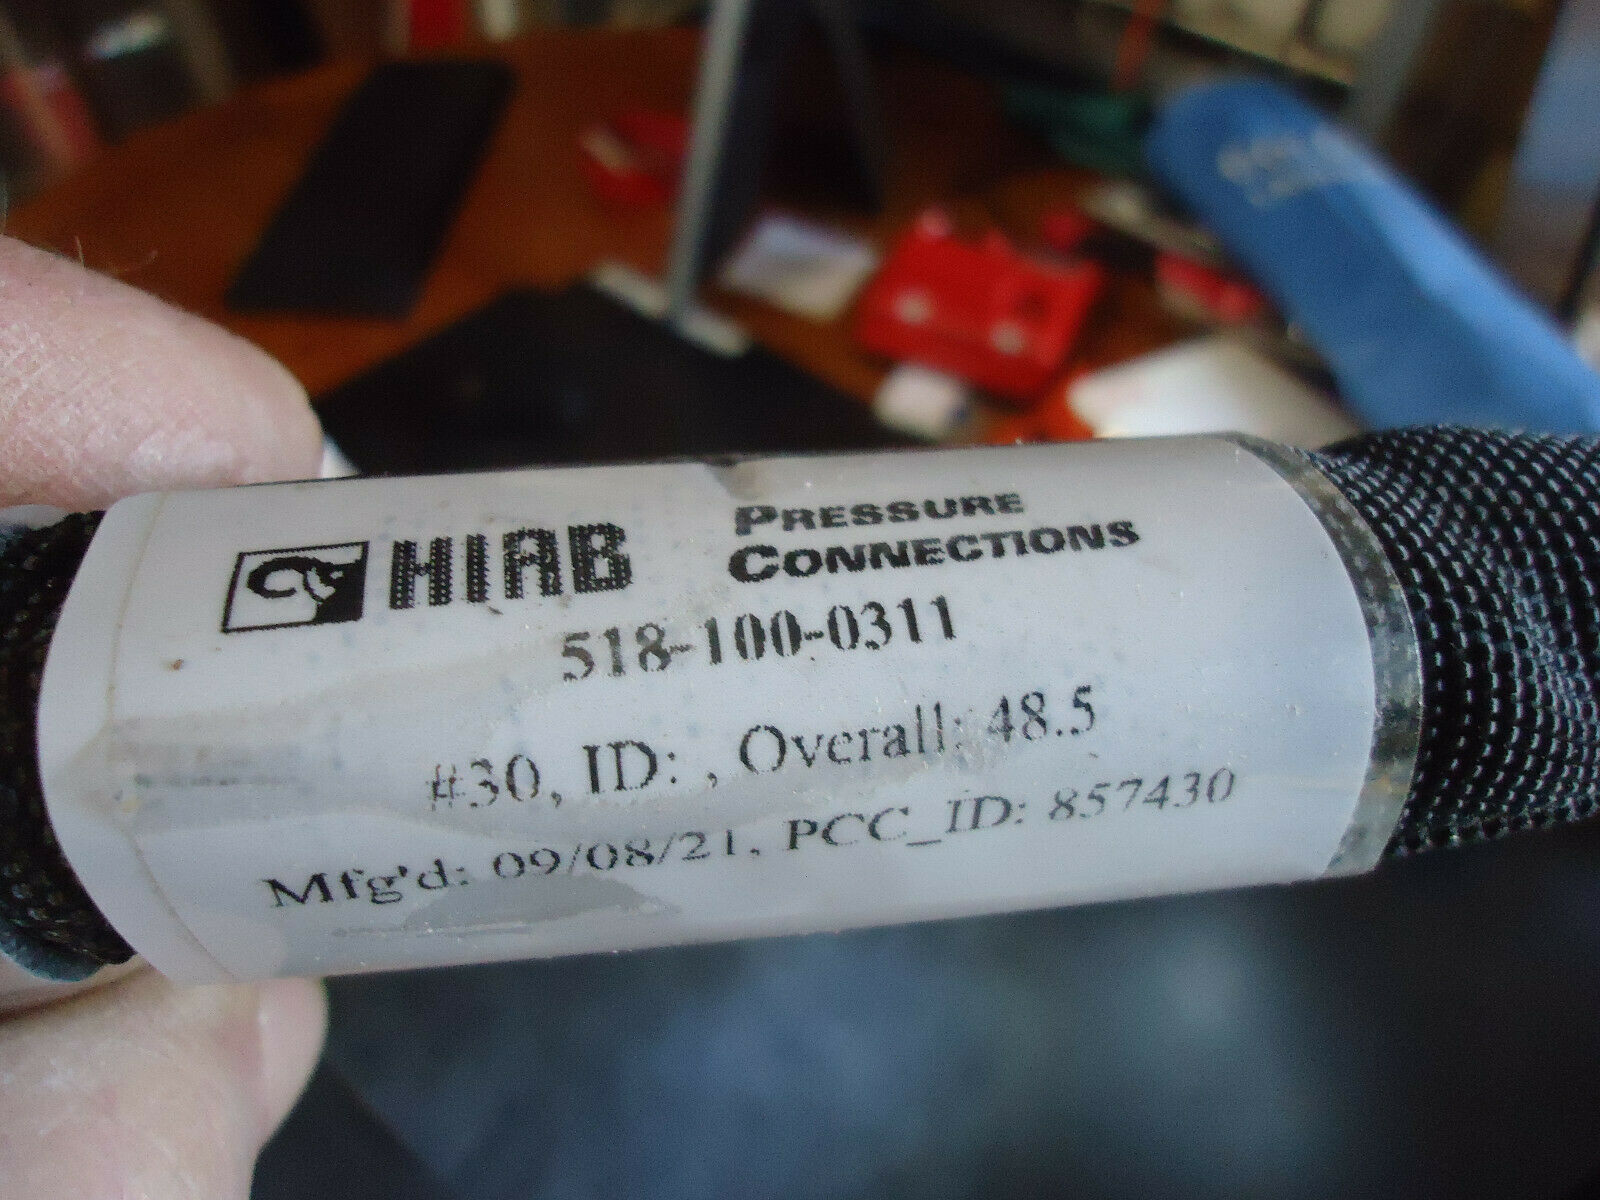 HIAB
PRESSURE
CONNECTIONS
518-100-0311
#30, ID: , Overall: 48.5
Mfg'd: 09/08/21, PCC_ID: 857430